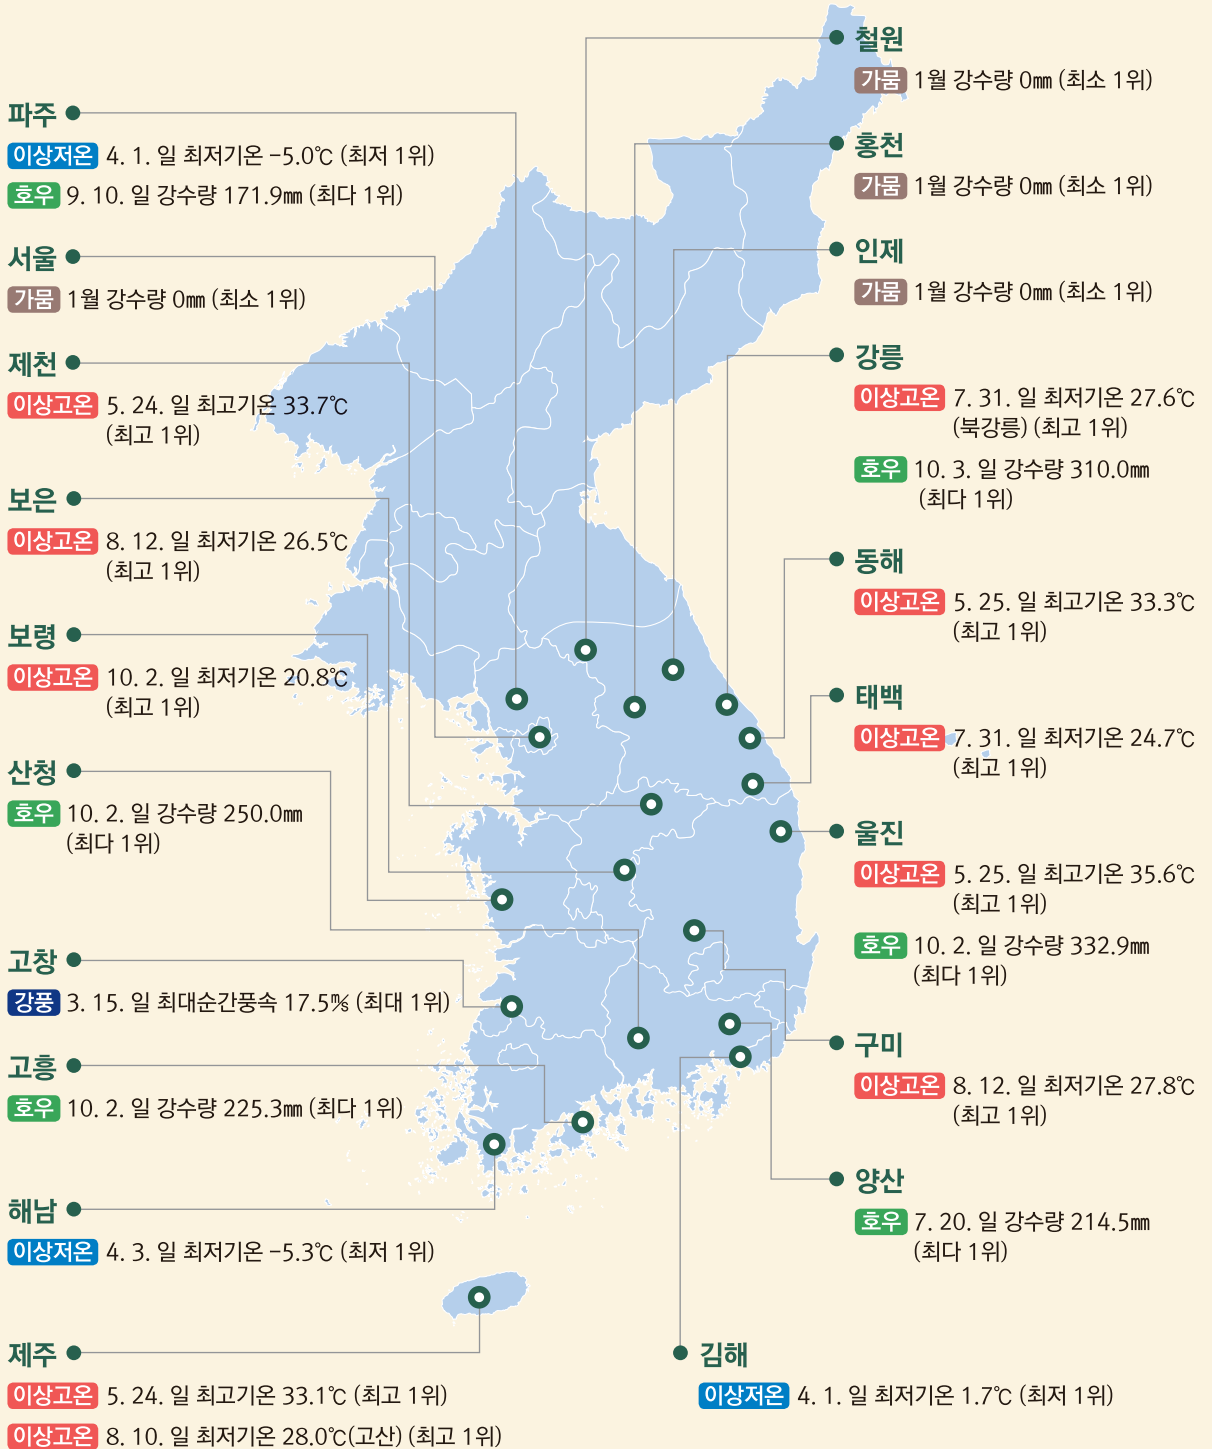 파주
이상저온 4. 1. 일 최저기온 -5.0℃ (최저 1위)
호우 9. 10. 일 강수량 171.9㎜ (최다 1위)
서울
가뭄 1월 강수량 0㎜ (최소 1위)
제천
이상고온 5. 24. 일 최고기온 33.7℃
(최고 1위)
보은
이상고온 8. 12. 일 최저기온 26.5℃
(최고 1위)
보령
이상고온 10. 2. 일 최저기온 20.8℃
(최고 1위)
산청
호우 10. 2. 일 강수량 250.0㎜
(최다 1위)
고창
강풍 3. 15. 일 최대순간풍속 17.5㎧ (최대 1위)
고흥
호우 10. 2. 일 강수량 225.3㎜ (최다 1위)
해남
이상저온 4. 3. 일 최저기온 -5.3℃ (최저 1위)
제주
이상고온 5. 24. 일 최고기온 33.1℃ (최고 1위)
이상고온 8. 10. 일 최저기온 28.0℃(고산) (최고 1위)
철원
가뭄 1월 강수량 0㎜ (최소 1위)
홍천
가뭄 1월 강수량 0㎜ (최소 1위)
인제
가뭄 1월 강수량 0㎜ (최소 1위)
강릉
이상고온 7. 31. 일 최저기온 27.6℃
(북강릉) (최고 1위)
호우 10. 3. 일 강수량 310.0㎜
(최다 1위)
동해
이상고온 5. 25. 일 최고기온 33.3℃
(최고 1위)
태백
이상고온 7. 31. 일 최저기온 24.7℃
(최고 1위)
울진
이상고온 5. 25. 일 최고기온 35.6℃
(최고 1위)
호우 10. 2. 일 강수량 332.9㎜
(최다 1위)
구미
이상고온 8. 12. 일 최저기온 27.8℃
(최고 1위)
양산
호우 7. 20. 일 강수량 214.5㎜
(최다 1위)
김해
이상저온 4. 1. 일 최저기온 1.7℃ (최저 1위)